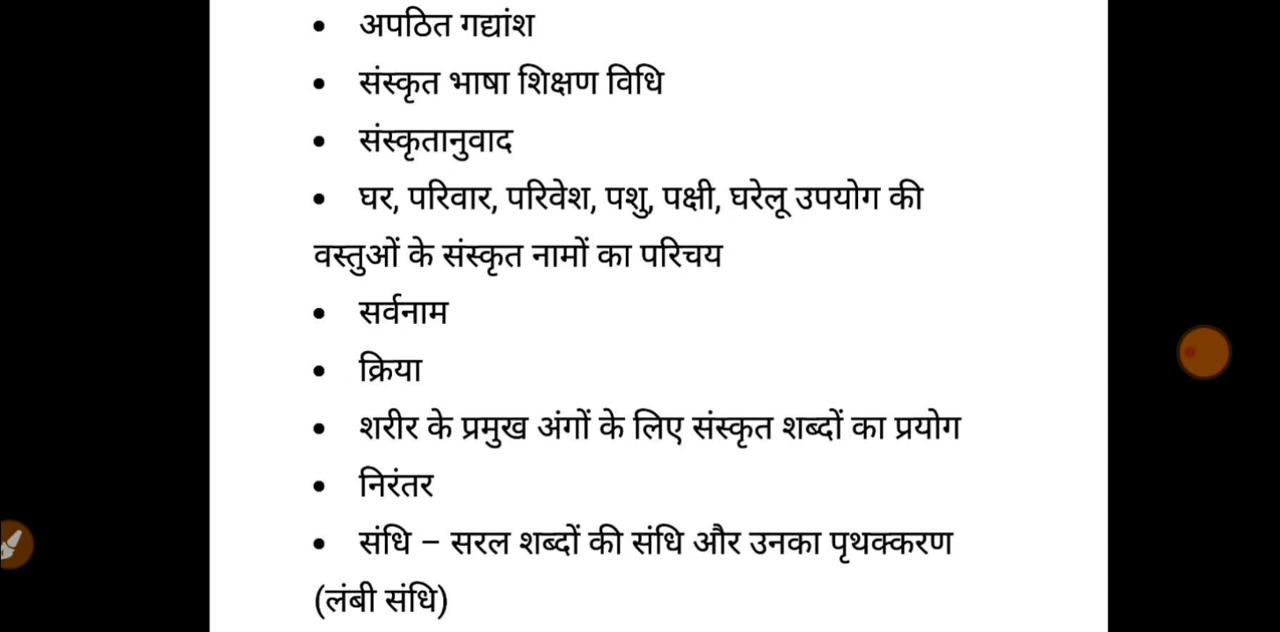 • अपठित गद्यांश
• संस्कृत भाषा शिक्षण विधि
• संस्कृतानुवाद
• घर, परिवार, परिवेश, पशु, पक्षी, घरेलू उपयोग की
वस्तुओं के संस्कृत नामों का परिचय
• सर्वनाम
• क्रिया
• शरीर के प्रमुख अंगों के लिए संस्कृत शब्दों का प्रयोग
• निरंतर
• संधि – सरल शब्दों की संधि और उनका पृथक्करण
(लंबी संधि)